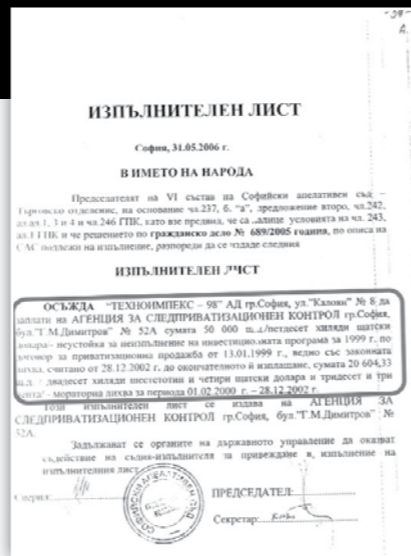 - 34 -
А.
ИЗПЪЛНИТЕЛЕН ЛИСТ
София, 31.05.2006 г.
В ИМЕТО НА НАРОДА
Председателят на VI състав на Софийски апелативен съд –
Търговско отделение, на основание чл.237, б. "а", предложение второ, чл.242,
ал.ал.1, 3 и 4 чл.246 ГПК, като взе предвид, че са налице условията на чл. 243,
ал.1 ГПК и че решението по гражданско дело № 689/2005 година, по описа на
САС подлежи на изпълнение, разпореди да се издаде следния
ИЗПЪЛНИТЕЛЕН ЛИСТ
ОСЪЖДА "ТЕХНОИМПЕКС – 98" АД гр.София, ул."Калоян" № 8 да
заплати на АГЕНЦИЯ ЗА СЛЕДПРИВАТИЗАЦИОНЕН КОНТРОЛ гр.София,
бул."Г.М.Димитров" № 52А сумата 50 000 щ.д./петдесет хиляди щатски
долара/- неустойка за неизпълнение на инвестиционната програма за 1999 г. по
договор за приватизационна продажба от 13.01.1999 г., ведно със законната
лихва, считано от 28.12.2002 г. до окончателното й изплащане, сумата 20 604,33
щ.д. / двадесет хиляди шестстотин и четири щатски долара и тридесет и три
цента/ - мораторна лихва за периода 01.02.2000 г. – 28.12.2002 г.
Този изпълнителен лист се издава на АГЕНЦИЯ ЗА
СЛЕДПРИВАТИЗАЦИОНЕН КОНТРОЛ гр.София, бул."Г.М.Димитров" №
52А.
Задължават се органите на държавното управление да оказват
съдействие на съдия-изпълнителя за привеждане в изпълнение на
изпълнителния лист.
ПРЕДСЕДАТЕЛ:
Секретар: